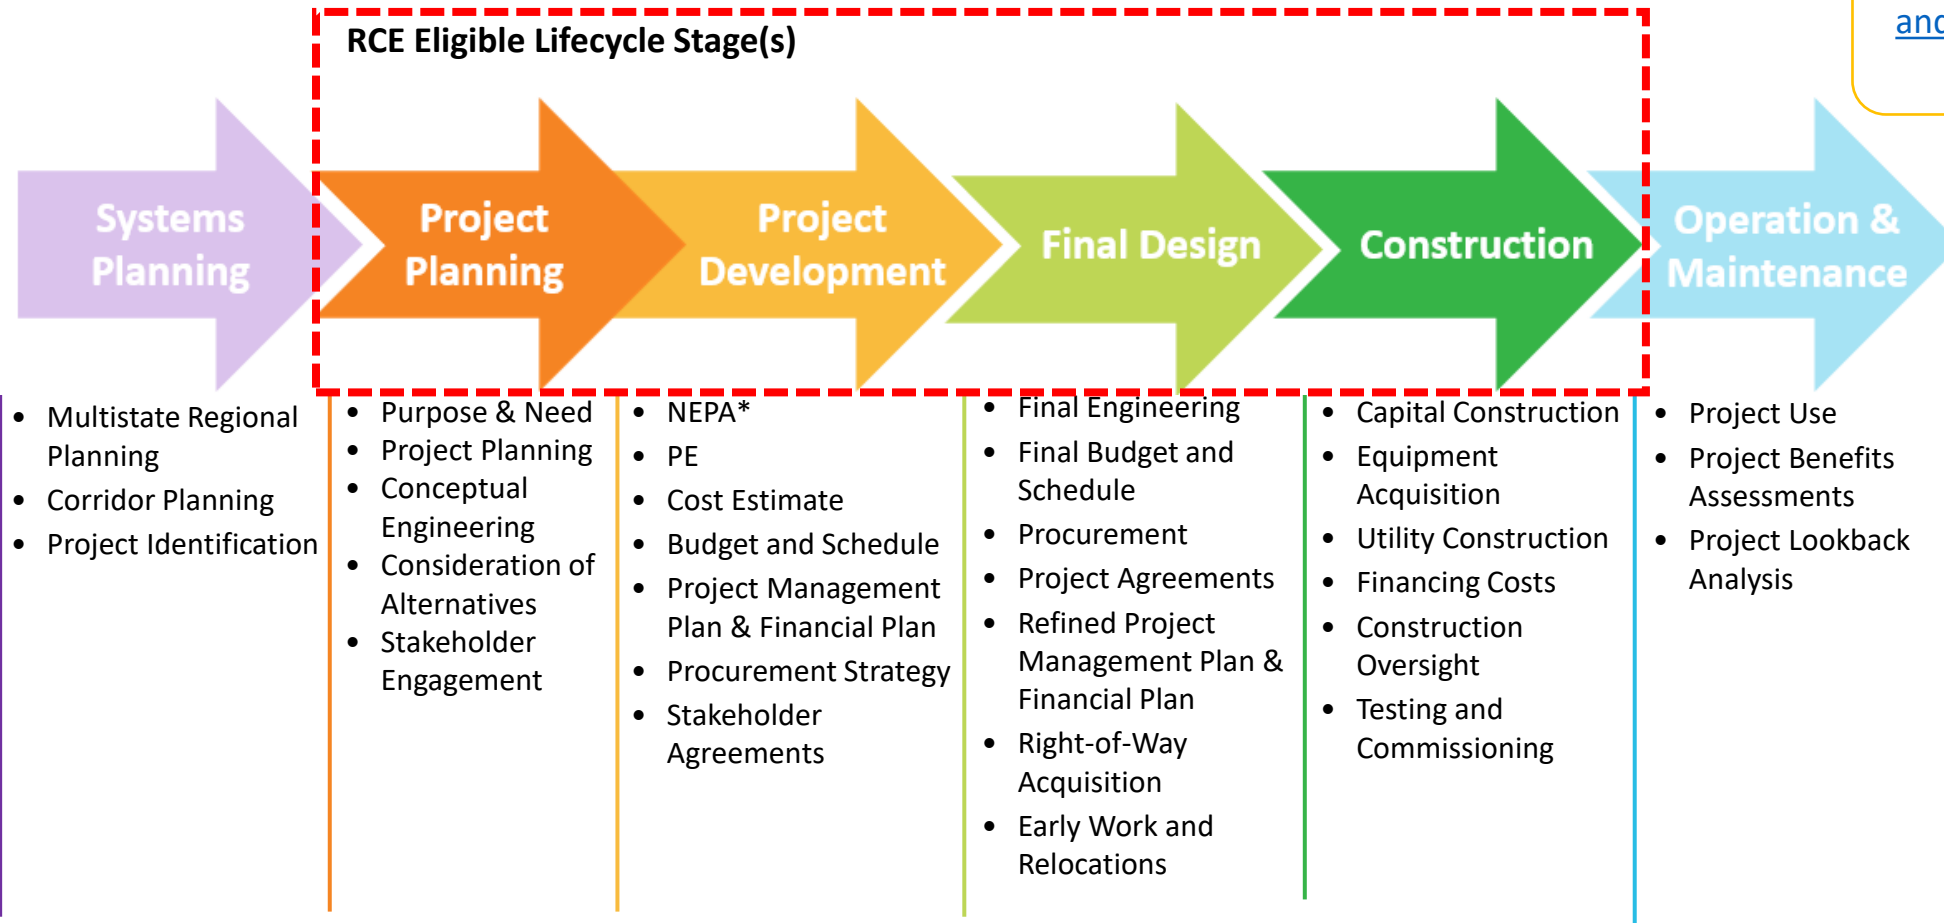 and
RCE Eligible Lifecycle Stage(s)
Systems
Planning
Project
Planning
Project
Development
Final Design
Construction
Operation &
Maintenance
• Multistate Regional
Planning
• Corridor Planning
• Project Identification
• Purpose & Need
• Project Planning
• Conceptual
Engineering
• Consideration of
Alternatives
• Stakeholder
Engagement
• NEPA*
• PE
• Cost Estimate
• Budget and Schedule
• Project Management
Plan & Financial Plan
• Procurement Strategy
• Stakeholder
Agreements
• Final Engineering
• Final Budget and
Schedule
• Procurement
• Project Agreements
• Refined Project
Management Plan &
Financial Plan
• Right-of-Way
Acquisition
• Early Work and
Relocations
• Capital Construction
• Equipment
Acquisition
• Utility Construction
• Financing Costs
• Construction
Oversight
• Testing and
Commissioning
• Project Use
• Project Benefits
Assessments
• Project Lookback
Analysis